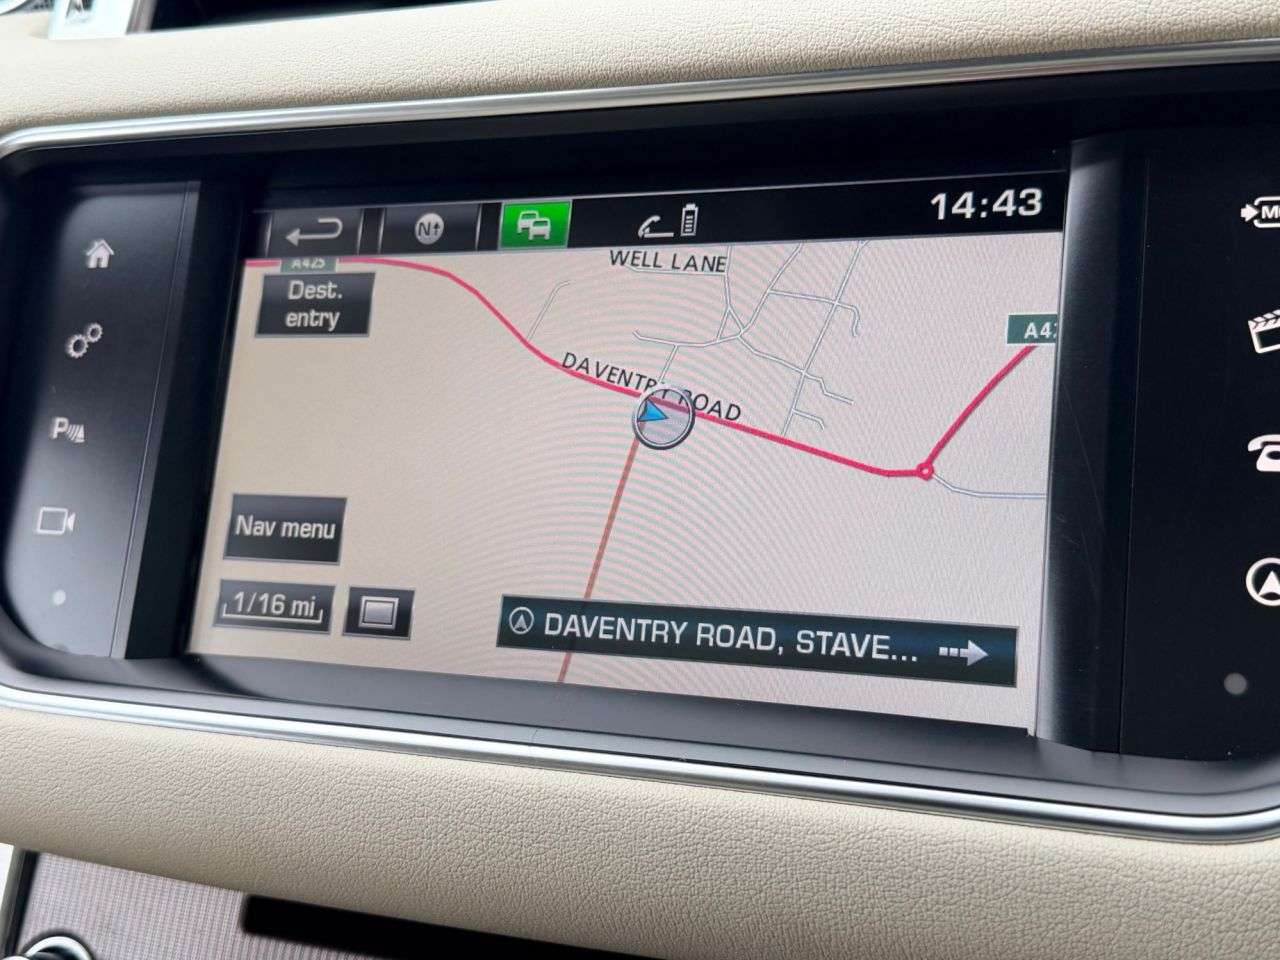 N
14:43
M
A425
WELL LANE
Dest.
entry
A42
DAVENTRY ROAD
P
Nav menu
1/16 mi
DAVENTRY ROAD, STAVE...